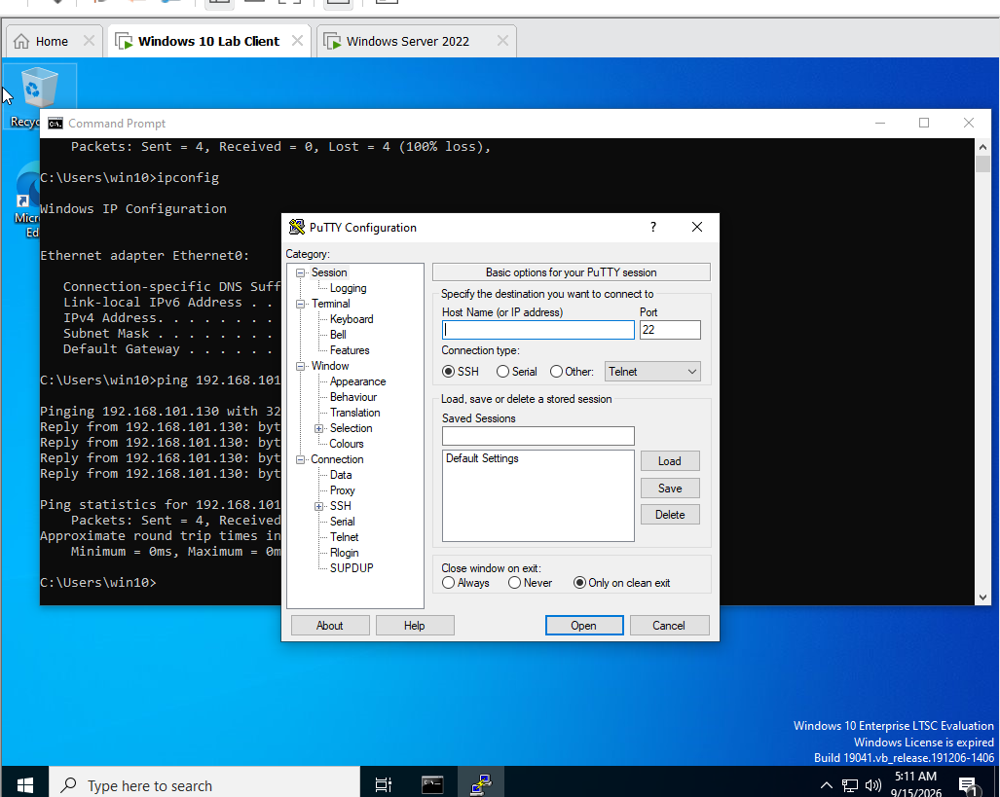 Home
Windows 10 Lab Client
Windows Server 2022
Command Prompt
Packets: Sent = 4, Received = 0, Lost = 4 (100% loss),
C:\Users\win10>ipconfig
Windows IP Configuration
Ethernet adapter Ethernet0:
Connection-specific DNS Suff
Link-local IPv6 Address . .
IPv4 Address. . . . . . . .
Subnet Mask . . . . . . . .
Default Gateway . . . . . .
C:\Users\win10>ping 192.168.101
Pinging 192.168.101.130 with 32
Reply from 192.168.101.130: byt
Reply from 192.168.101.130: byt
Reply from 192.168.101.130: byt
Reply from 192.168.101.130: byt
Ping statistics for 192.168.101
Packets: Sent = 4, Received
Approximate round trip times in
Minimum = 0ms, Maximum = 0m
C:\Users\win10>
PuTTY Configuration
?
Category:
Session
Logging
Terminal
Keyboard
Bell
Features
Window
Appearance
Behaviour
Translation
Selection
Colours
Connection
Data
Proxy
SSH
Serial
Telnet
Rlogin
SUPDUP
Basic options for your PuTTY session
Specify the destination you want to connect to
Host Name (or IP address) Port
22
Connection type:
SSH Serial Other: Telnet
Load, save or delete a stored session
Saved Sessions
Default Settings
Load
Save
Delete
Close window on exit:
Always Never Only on clean exit
About Help Open Cancel
Recyc
Micr
Ed
Windows 10 Enterprise LTSC Evaluation
Windows License is expired
Build 19041.vb_release.191206-1406
Type here to search
5:11 AM
9/15/2026
1